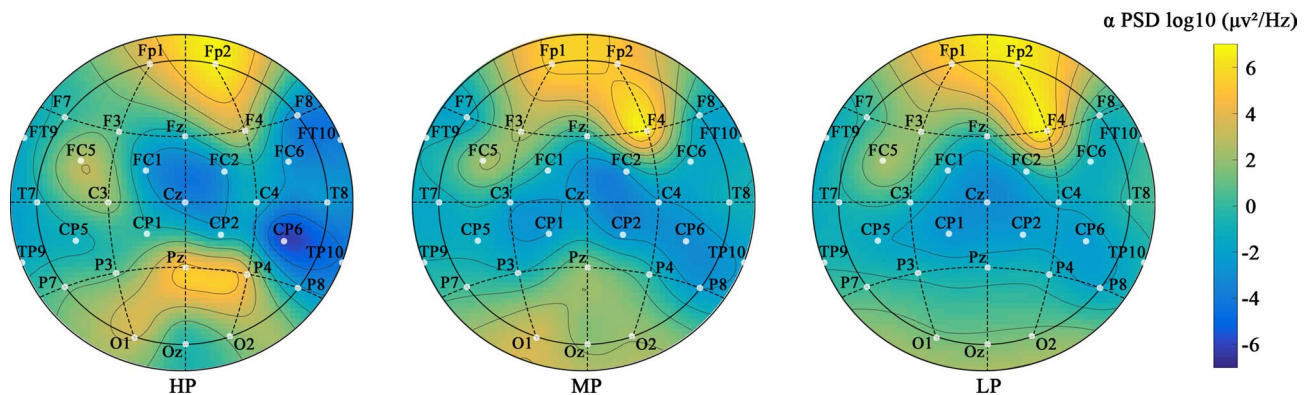 α PSD log10 (μv²/Hz)
Fp1 Fp2
F7 F3 Fz F4 F8
FT9 FC5 FC1 FC2 FC6 FT10
T7 C3 Cz C4 T8
CP5 CP1 CP2 CP6
TP9 P7 P3 Pz P4 P8 TP10
O1 Oz O2
HP
Fp1 Fp2
F7 F3 Fz F4 F8
FT9 FC5 FC1 FC2 FC6 FT10
T7 C3 Cz C4 T8
CP5 CP1 CP2 CP6
TP9 P7 P3 Pz P4 P8 TP10
O1 Oz O2
MP
Fp1 Fp2
F7 F3 Fz F4 F8
FT9 FC5 FC1 FC2 FC6 FT10
T7 C3 Cz C4 T8
CP5 CP1 CP2 CP6
TP9 P7 P3 Pz P4 P8 TP10
O1 Oz O2
LP
6
4
2
0
-2
-4
-6